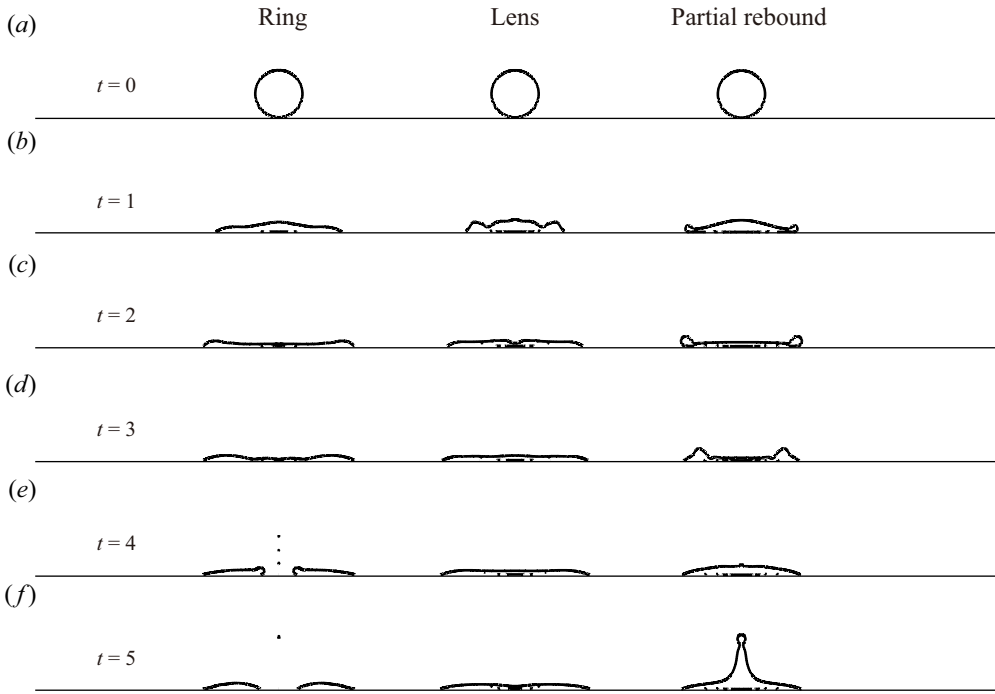 Ring Lens Partial rebound
(a)
t = 0
(b)
t = 1
(c)
t = 2
(d)
t = 3
(e)
t = 4
(f)
t = 5